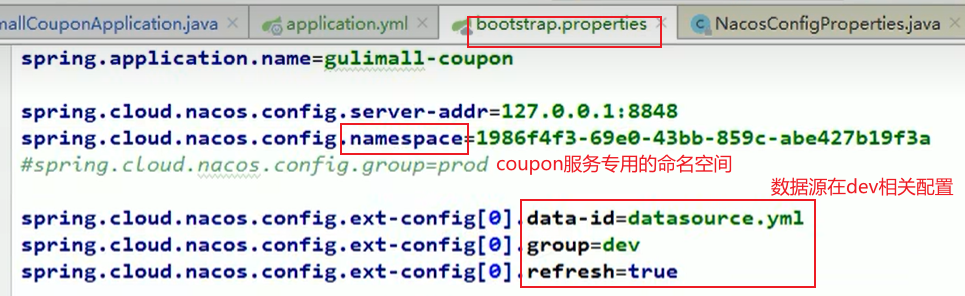 mallCouponApplication.java × application.yml × bootstrap.properties × NacosConfigProperties.java ×
spring.application.name=gulimall-coupon
spring.cloud.nacos.config.server-addr=127.0.0.1:8848
spring.cloud.nacos.config.namespace=1986f4f3-69e0-43bb-859c-abe427b19f3a
#spring.cloud.nacos.config.group=prod
coupon服务专用的命名空间
数据源在dev相关配置
spring.cloud.nacos.config.ext-config[0].data-id=datasource.yml
spring.cloud.nacos.config.ext-config[0].group=dev
spring.cloud.nacos.config.ext-config[0].refresh=true